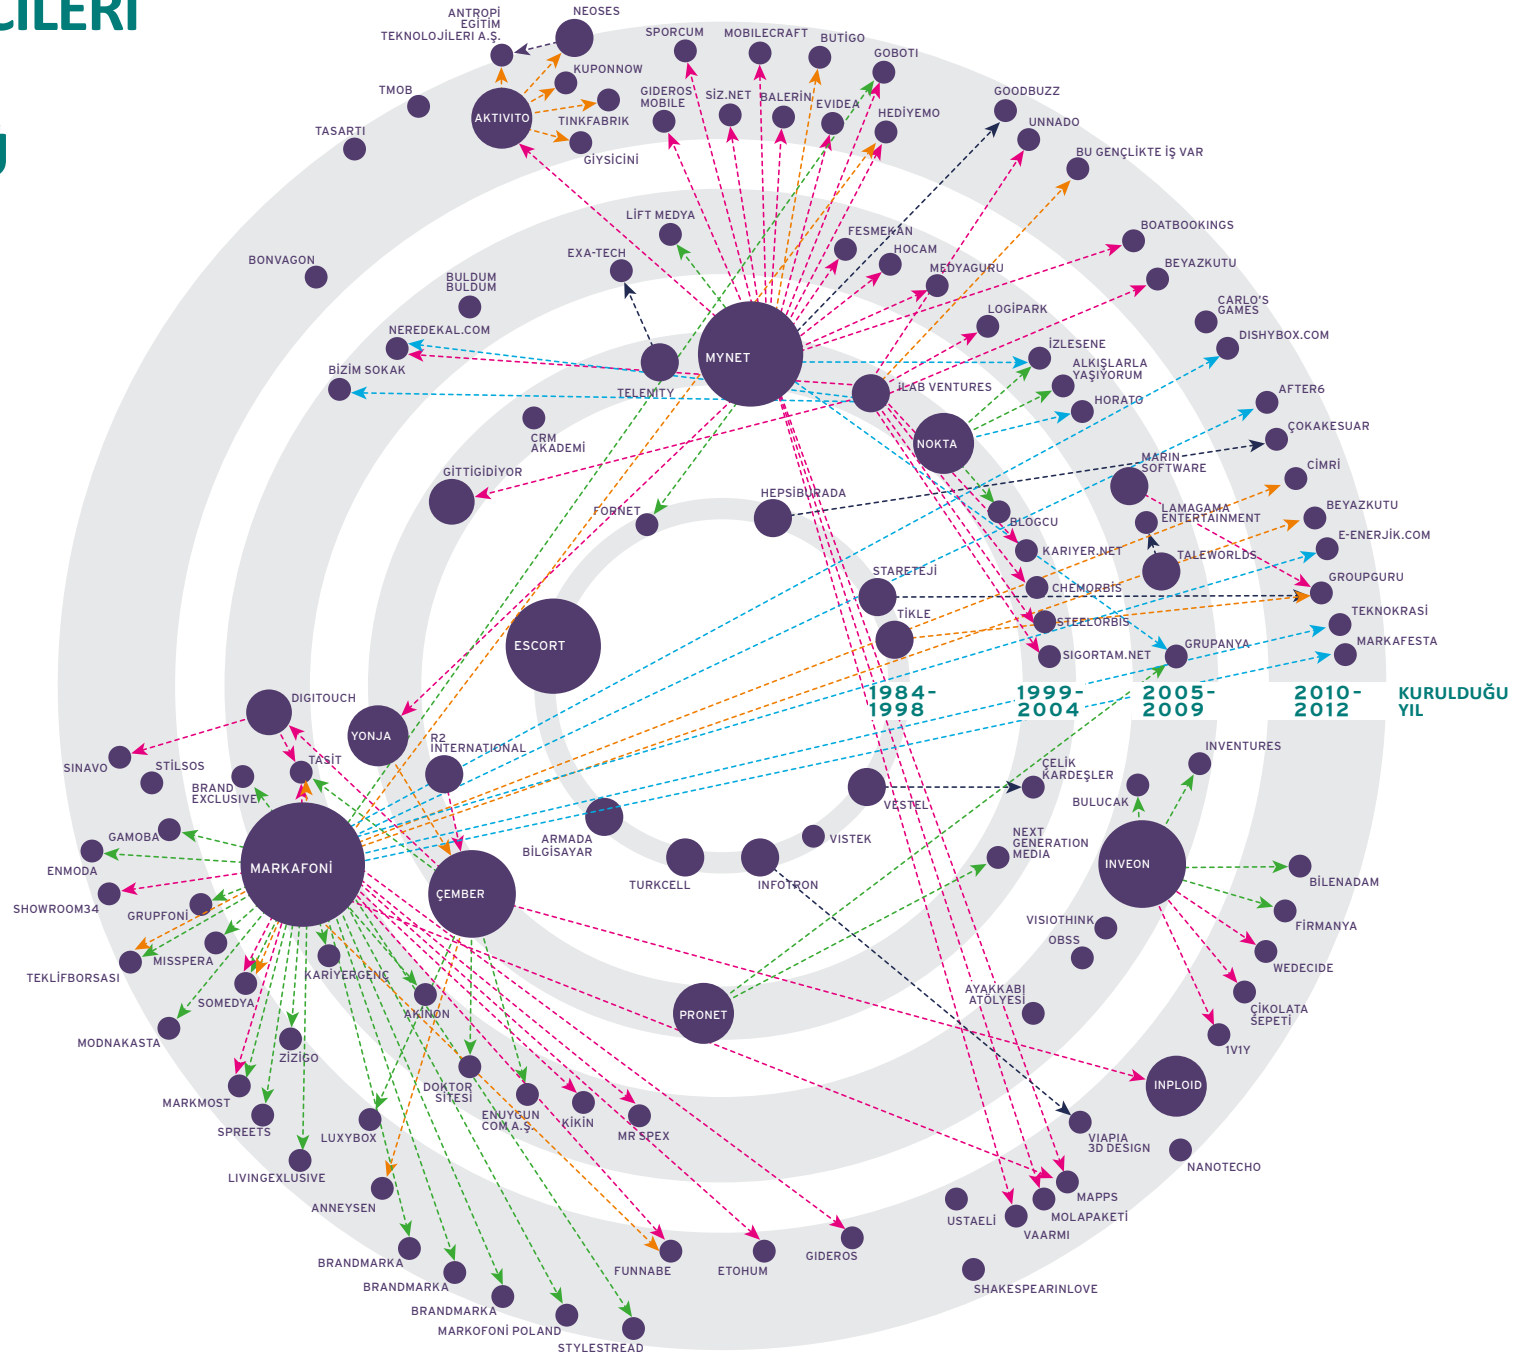 CİLERİ
Ü
ANTROPİ
EĞİTİM
TEKNOLOJİLERİ A.Ş.
NEOSES
KUPONNOW
TMOB
AKTIVITO
TINKFABRIK
TASARTI
GİYSİCİNİ
SPORCUM
MOBILECRAFT
BUTİGO
GOBOTI
GIDEROS
MOBILE
SİZ.NET
BALERİN
EVIDEA
HEDİYEMO
GOODBUZZ
UNNADO
BU GENÇLİKTE İŞ VAR
LİFT MEDYA
EXA-TECH
FESMEKAN
HOCAM
MEDYAGURU
BOATBOOKINGS
BEYAZKUTU
BONVAGON
BULDUM
BULDUM
NEREDEKAL.COM
BİZİM SOKAK
CARLO'S
GAMES
DISHYBOX.COM
LOGİPARK
İZLESENE
ALKIŞLARLA
YAŞIYORUM
HORATO
MYNET
TELENITY
İLAB VENTURES
AFTER6
ÇOKAKESUAR
CİMRİ
BEYAZKUTU
E-ENERJİK.COM
GROUPGURU
TEKNOKRASİ
MARKAFESTA
CRM
AKADEMİ
GİTTİGİDİYOR
NOKTA
MARIN
SOFTWARE
LAMAGAMA
ENTERTAINMENT
TALEWORLDS
FORNET
HEPSİBURADA
BLOGCU
KARIYER.NET
CHEMORBIS
STEELORBIS
SIGORTAM.NET
GRUPANYA
STARETEJİ
TİKLE
ESCORT
1984-
1998
1999-
2004
2005-
2009
2010-
2012
KURULDUĞU
YIL
DIGITOUCH
YONJA
R2
INTERNATIONAL
SINAVO
STİLSOS
TASİT
BRAND
EXCLUSIVE
GAMOBA
ENMODA
MARKAFONİ
SHOWROOM34
GRUPFONİ
ÇEMBER
ARMADA
BİLGİSAYAR
TURKCELL
INFOTRON
VISTEK
VESTEL
ÇELİK
KARDEŞLER
NEXT
GENERATION
MEDIA
INVENTURES
BULUCAK
INVEON
BİLENADAM
FİRMANYA
WEDECIDE
ÇİKOLATA
SEPETİ
1V1Y
VISIOTHINK
OBSS
AYAKKABI
ATÖLYESİ
PRONET
INPLOID
TEKLİFBORSASI
MISSPERA
KARİYERGENÇ
SOMEDYA
AKİNON
MODNAKASTA
ZİZİGO
DOKTOR
SİTESİ
ENUYGUN
COM A.Ş.
KİKİN
MR SPEX
MARKMOST
SPREETS
LUXYBOX
LIVINGEXLUSIVE
ANNEYSEN
VIAPIA
3D DESIGN
NANOTECHO
MAPPS
MOLAPAKETİ
VAARMI
USTAELİ
SHAKESPEARINLOVE
BRANDMARKA
BRANDMARKA
BRANDMARKA
MARKOFONİ POLAND
STYLESTREAD
FUNNABE
ETOHUM
GIDEROS